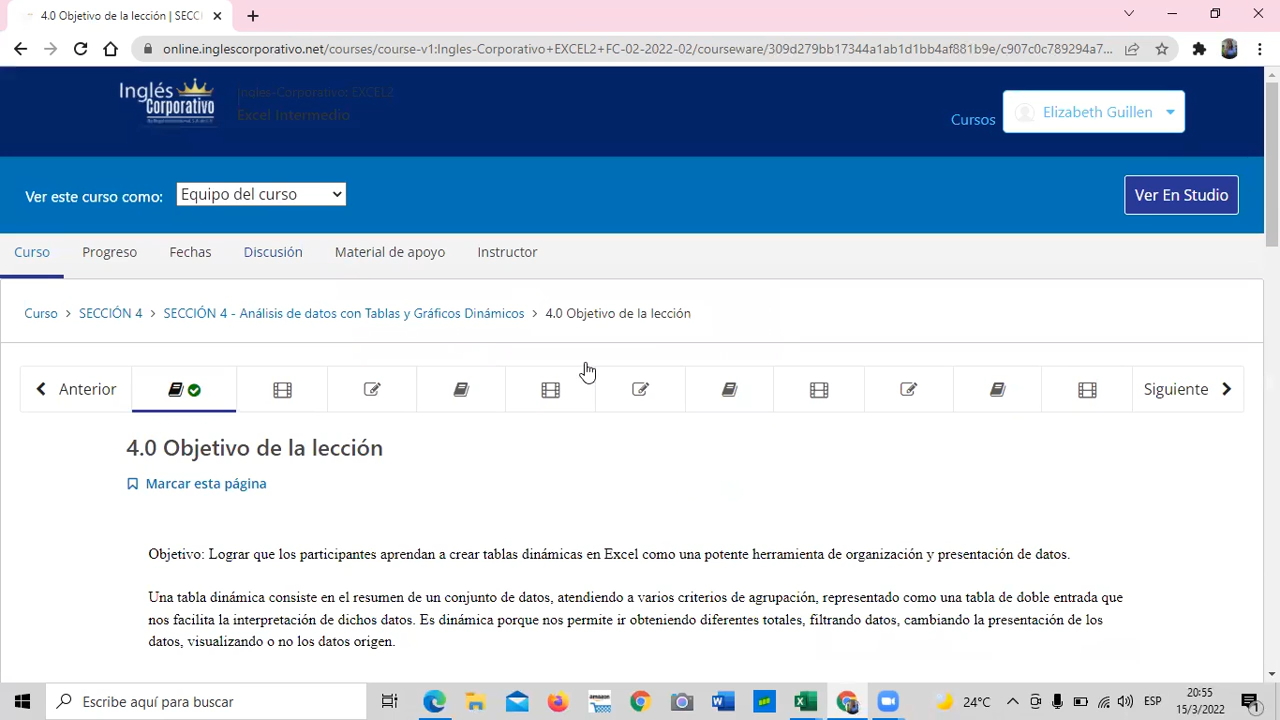 4.0 Objetivo de la lección | SECCI
online.inglescorporativo.net/courses/course-v1:Ingles-Corporativo+EXCEL2+FC-02-2022-02/courseware/309d279bb17344a1ab1d1bb4af881b9e/c907c0c789294a7...
Inglés
Corporativo
Ingles-Corporativo: EXCEL2
Excel Intermedio
Cursos
Elizabeth Guillen
Ver este curso como:
Equipo del curso
Ver En Studio
Curso
Progreso
Fechas
Discusión
Material de apoyo
Instructor
Curso > SECCIÓN 4 > SECCIÓN 4 - Análisis de datos con Tablas y Gráficos Dinámicos > 4.0 Objetivo de la lección
Anterior
Siguiente
4.0 Objetivo de la lección
Marcar esta página
Objetivo: Lograr que los participantes aprendan a crear tablas dinámicas en Excel como una potente herramienta de organización y presentación de datos.
Una tabla dinámica consiste en el resumen de un conjunto de datos, atendiendo a varios criterios de agrupación, representado como una tabla de doble entrada que
nos facilita la interpretación de dichos datos. Es dinámica porque nos permite ir obteniendo diferentes totales, filtrando datos, cambiando la presentación de los
datos, visualizando o no los datos origen.
Escribe aquí para buscar
24°C
ESP
20:55
15/3/2022